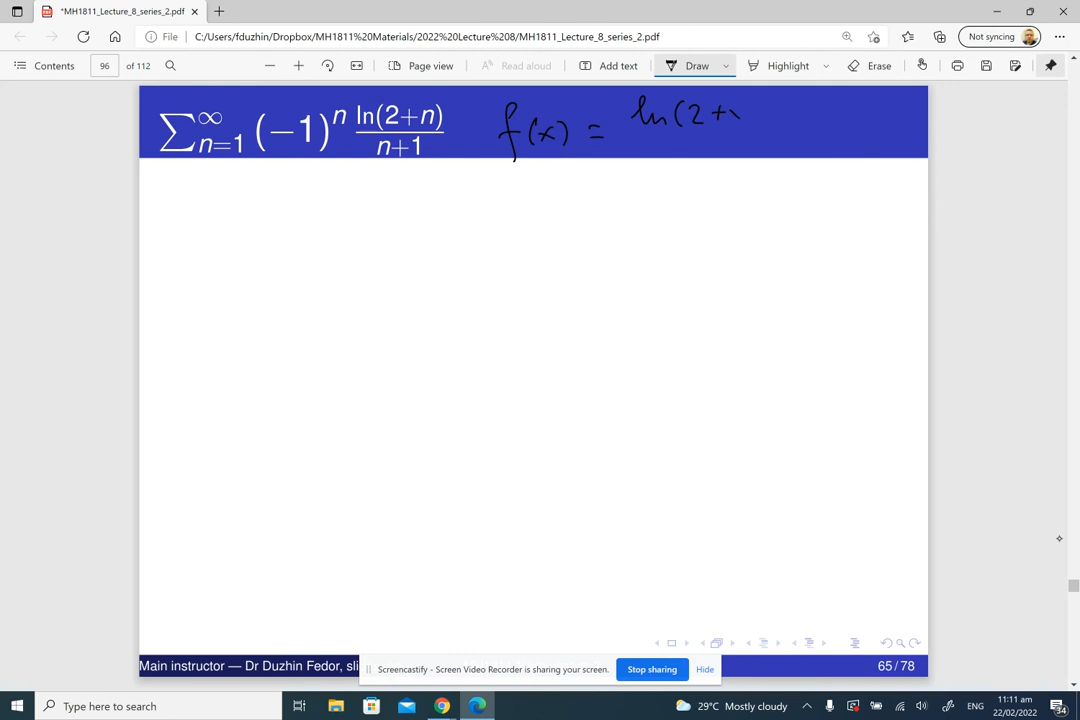 *MH1811_Lecture_8_series_2.pdf
File C:/Users/fduzhin/Dropbox/MH1811%20Materials/2022%20Lecture%208/MH1811_Lecture_8_series_2.pdf Not syncing
Contents 96 of 112 Page view Read aloud Add text Draw Highlight Erase
∑_{n=1}^{∞} (−1)^n ln(2+n)/(n+1) f(x) = ln(2+
Main instructor — Dr Duzhin Fedor, sli 65 / 78
Screencastify - Screen Video Recorder is sharing your screen. Stop sharing Hide
Type here to search 29°C Mostly cloudy ENG 11:11 am
22/02/2022 34